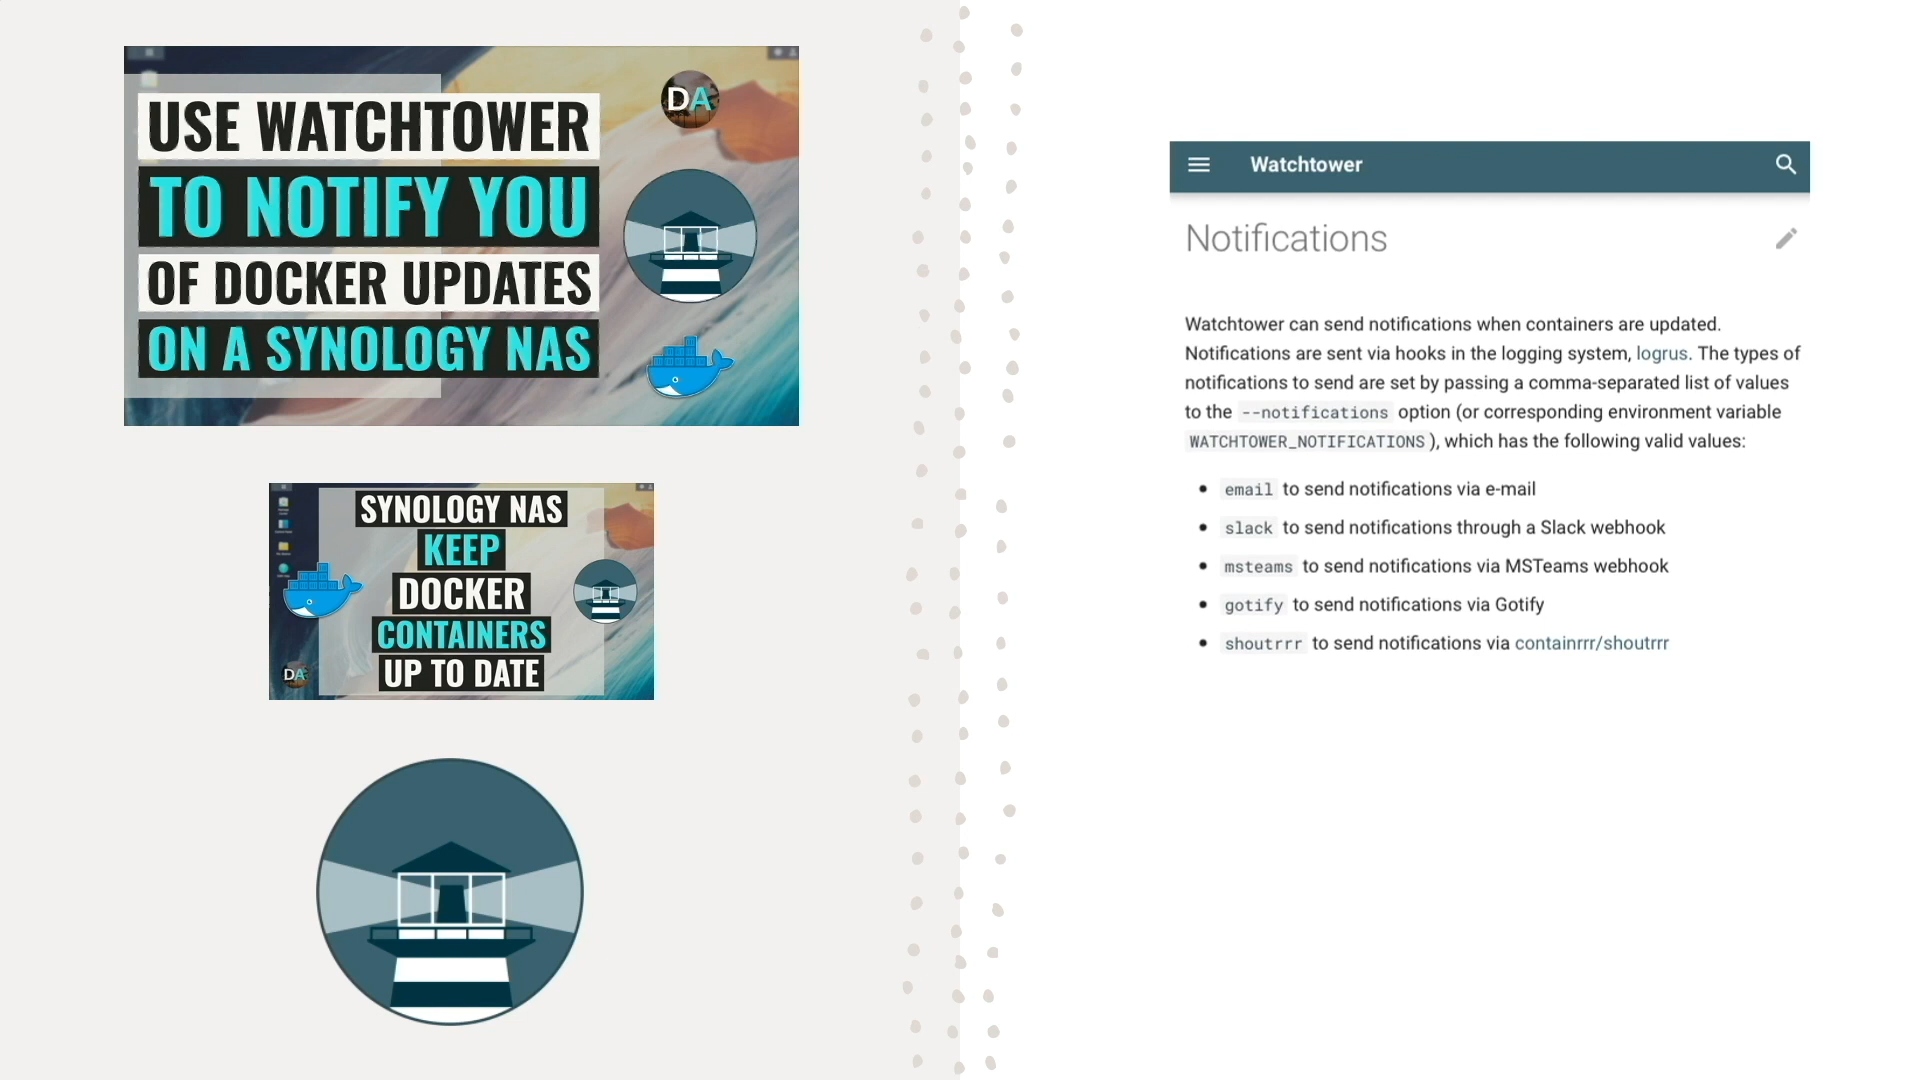 USE WATCHTOWER
TO NOTIFY YOU
OF DOCKER UPDATES
ON A SYNOLOGY NAS
DA
SYNOLOGY NAS
KEEP
DOCKER
CONTAINERS
UP TO DATE
DA
Watchtower
Notifications
Watchtower can send notifications when containers are updated.
Notifications are sent via hooks in the logging system, logrus. The types of
notifications to send are set by passing a comma-separated list of values
to the --notifications option (or corresponding environment variable
WATCHTOWER_NOTIFICATIONS), which has the following valid values:
• email to send notifications via e-mail
• slack to send notifications through a Slack webhook
• msteams to send notifications via MSTeams webhook
• gotify to send notifications via Gotify
• shoutrrr to send notifications via containrrr/shoutrrr